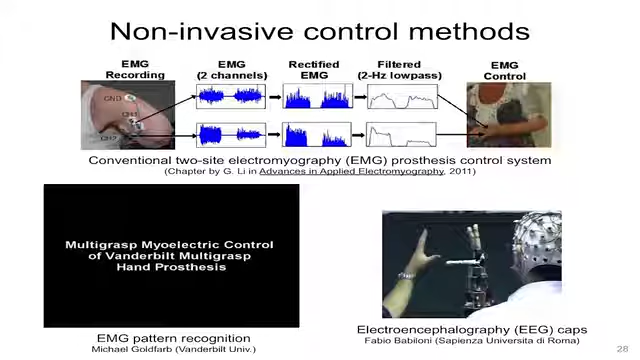 Non-invasive control methods
EMG
Recording
EMG
(2 channels)
Rectified
EMG
Filtered
(2-Hz lowpass)
EMG
Control
GND
CH1
CH2
Conventional two-site electromyography (EMG) prosthesis control system
(Chapter by G. Li in Advances in Applied Electromyography, 2011)
Multigrasp Myoelectric Control
of Vanderbilt Multigrasp
Hand Prosthesis
EMG pattern recognition
Michael Goldfarb (Vanderbilt Univ.)
Electroencephalography (EEG) caps
Fabio Babiloni (Sapienza Universita di Roma)
28